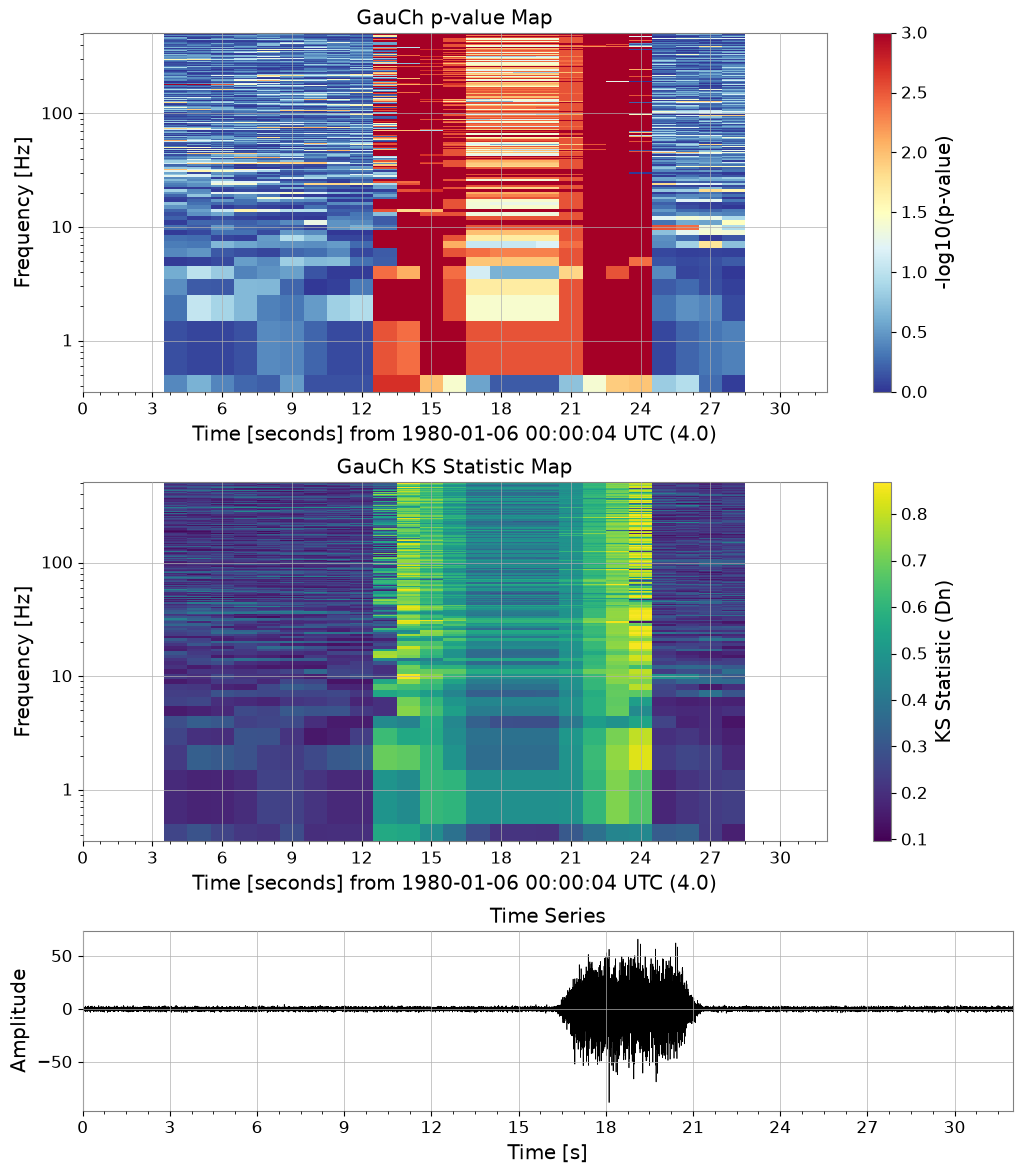 GauCh p-value Map
Frequency [Hz]
100
10
1
0 3 6 9 12 15 18 21 24 27 30
Time [seconds] from 1980-01-06 00:00:04 UTC (4.0)
3.0
2.5
2.0
1.5
1.0
0.5
0.0
-log10(p-value)
GauCh KS Statistic Map
Frequency [Hz]
100
10
1
0 3 6 9 12 15 18 21 24 27 30
Time [seconds] from 1980-01-06 00:00:04 UTC (4.0)
0.8
0.7
0.6
0.5
0.4
0.3
0.2
0.1
KS Statistic (Dn)
Time Series
Amplitude
50
0
−50
0 3 6 9 12 15 18 21 24 27 30
Time [s]